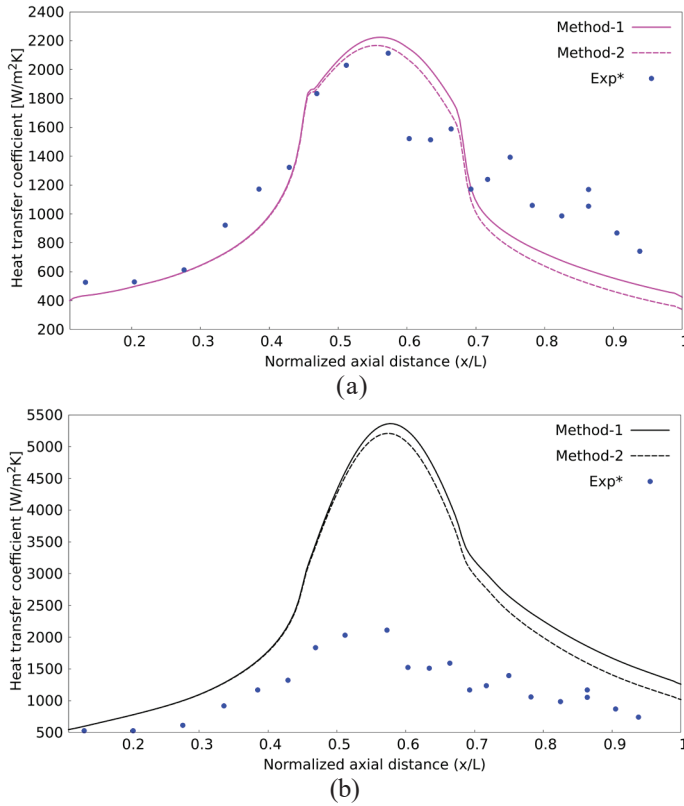 2400
2200
2000
1800
1600
1400
1200
1000
800
600
400
200
Heat transfer coefficient [W/m²K]
Method-1
Method-2
Exp*
0.2 0.3 0.4 0.5 0.6 0.7 0.8 0.9 1
Normalized axial distance (x/L)
(a)
5500
5000
4500
4000
3500
3000
2500
2000
1500
1000
500
Heat transfer coefficient [W/m²K]
Method-1
Method-2
Exp*
0.2 0.3 0.4 0.5 0.6 0.7 0.8 0.9 1
Normalized axial distance (x/L)
(b)